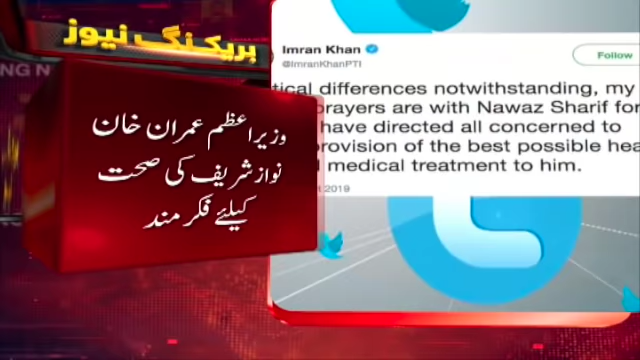 بریکنگ نیوز
NG N
وزیراعظم عمران خان
نوازشریف کی صحت
کیلئے فکرمند
Imran Khan
@ImranKhanPTI
Follow
tical differences notwithstanding, my
prayers are with Nawaz Sharif for
have directed all concerned to
provision of the best possible hea
medical treatment to him.
2019